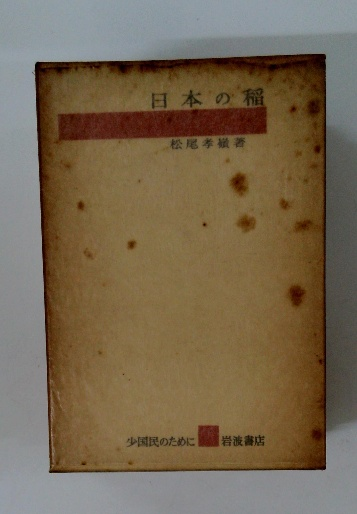 日本の稲
松尾孝嶺著
少国民のために 岩波書店